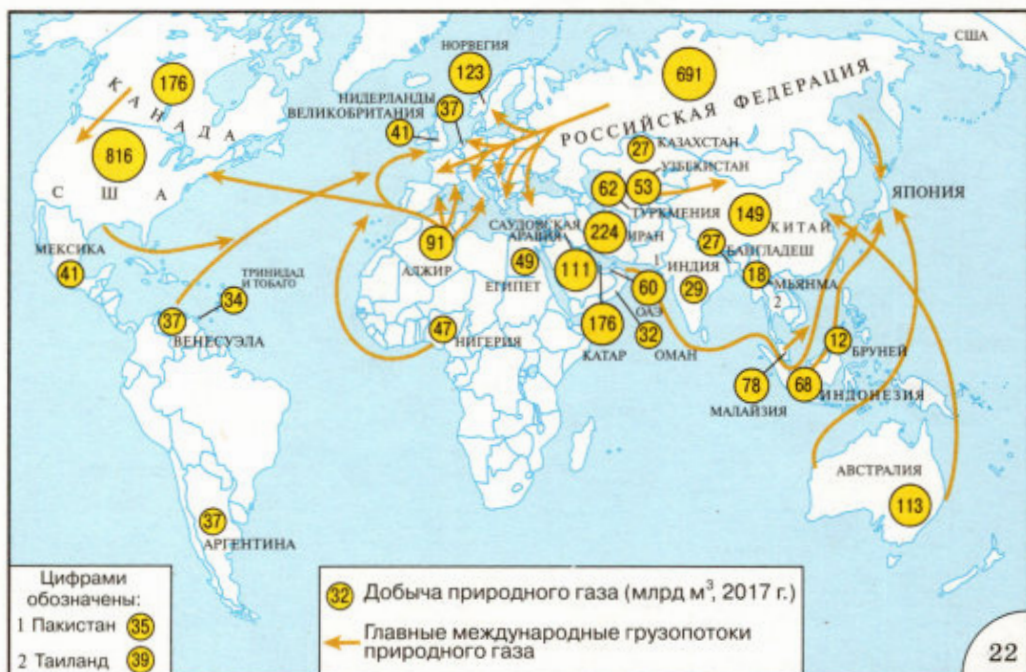 США
НОРВЕГИЯ
123
176
КАНАДА
691
НИДЕРЛАНДЫ
37
ВЕЛИКОБРИТАНИЯ
41
РОССИЙСКАЯ ФЕДЕРАЦИЯ
816
США
27 КАЗАХСТАН
УЗБЕКИСТАН
62
53
ТУРКМЕНИЯ
ЯПОНИЯ
149
КИТАЙ
МЕКСИКА
41
91
АЛЖИР
САУДОВСКАЯ
АРАВИЯ
224
ИРАН
27
БАНГЛАДЕШ
49
ЕГИПЕТ
111
1
ИНДИЯ
29
18
МЬЯНМА
2
ТРИНИДАД
И ТОБАГО
34
60
ОАЭ
37
ВЕНЕСУЭЛА
47
НИГЕРИЯ
176
КАТАР
32
ОМАН
12
БРУНЕЙ
78
МАЛАЙЗИЯ
68
ИНДОНЕЗИЯ
АВСТРАЛИЯ
113
37
АРГЕНТИНА
Цифрами
обозначены:
1 Пакистан 35
2 Таиланд 39
32 Добыча природного газа (млрд м³, 2017 г.)
Главные международные грузопотоки
природного газа
22